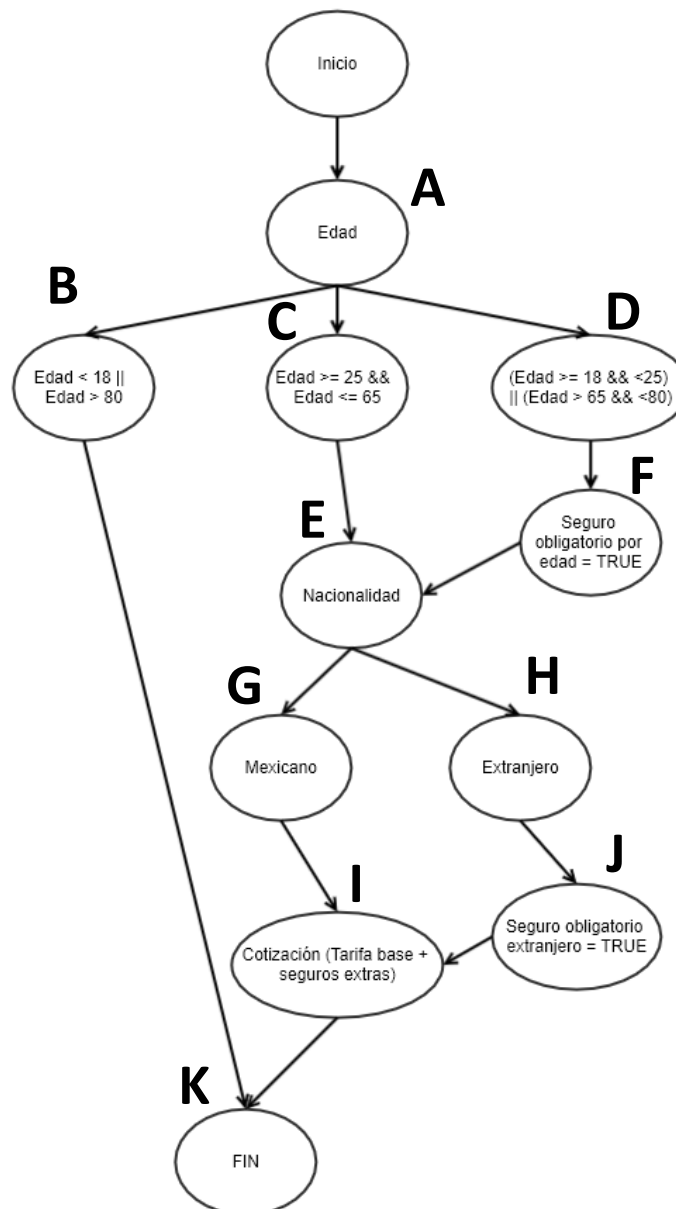 Inicio
A
Edad
B
C
D
Edad < 18 ||
Edad > 80
Edad >= 25 &&
Edad <= 65
(Edad >= 18 && <25)
|| (Edad > 65 && <80)
F
E
Seguro
obligatorio por
edad = TRUE
Nacionalidad
G
H
Mexicano
Extranjero
I
J
Cotización (Tarifa base +
seguros extras)
Seguro obligatorio
extranjero = TRUE
K
FIN